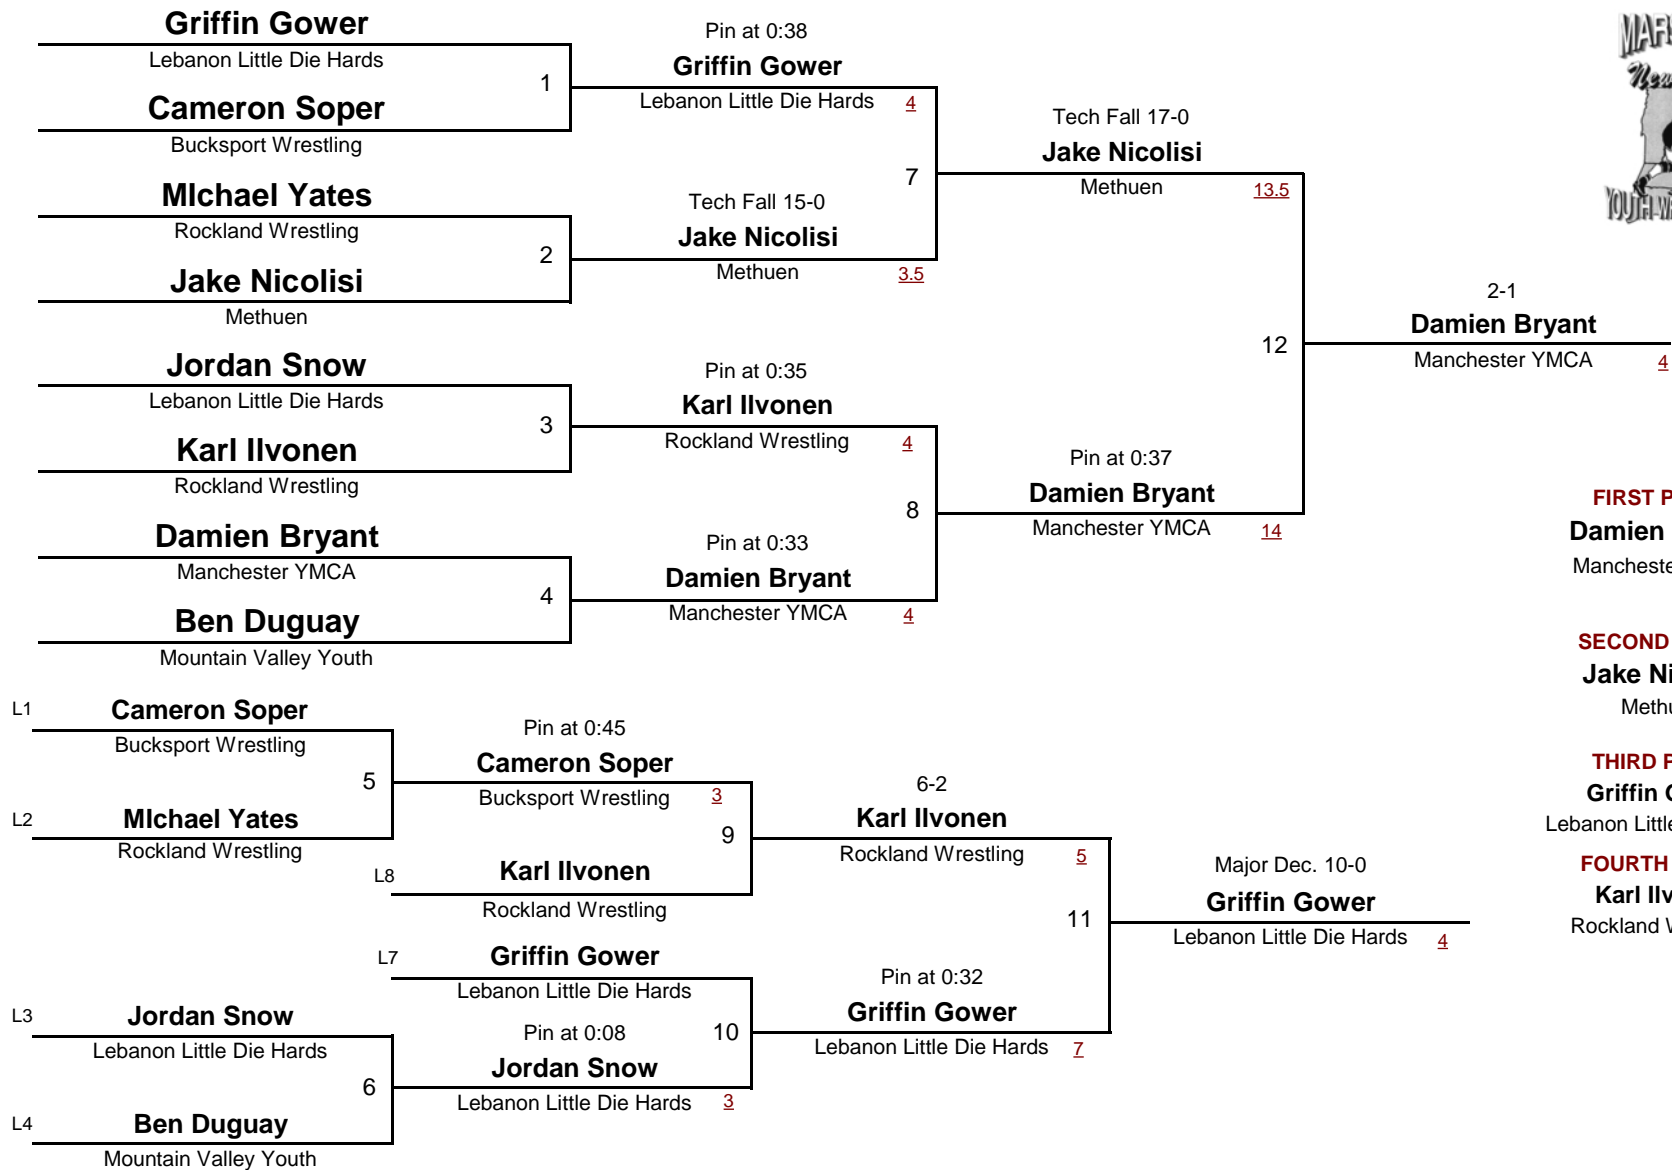 Griffin Gower
Lebanon Little Die Hards
1
Cameron Soper
Bucksport Wrestling
MIchael Yates
Rockland Wrestling
2
Jake Nicolisi
Methuen
Jordan Snow
Lebanon Little Die Hards
3
Karl Ilvonen
Rockland Wrestling
Damien Bryant
Manchester YMCA
4
Ben Duguay
Mountain Valley Youth
Pin at 0:38
Griffin Gower
Lebanon Little Die Hards 4
7
Tech Fall 15-0
Jake Nicolisi
Methuen 3.5
Pin at 0:35
Karl Ilvonen
Rockland Wrestling 4
8
Pin at 0:33
Damien Bryant
Manchester YMCA 4
Tech Fall 17-0
Jake Nicolisi
Methuen 13.5
12
Pin at 0:37
Damien Bryant
Manchester YMCA 14
2-1
Damien Bryant
Manchester YMCA 4
L1 Cameron Soper
Bucksport Wrestling
5
L2 MIchael Yates
Rockland Wrestling
L3 Jordan Snow
Lebanon Little Die Hards
6
L4 Ben Duguay
Mountain Valley Youth
Pin at 0:45
Cameron Soper
Bucksport Wrestling 3
9
L8 Karl Ilvonen
Rockland Wrestling
L7 Griffin Gower
Lebanon Little Die Hards
Pin at 0:08 10
Jordan Snow
Lebanon Little Die Hards 3
6-2
Karl Ilvonen
Rockland Wrestling 5
11
Pin at 0:32
Griffin Gower
Lebanon Little Die Hards 7
Major Dec. 10-0
Griffin Gower
Lebanon Little Die Hards 4
FIRST
Damien
SECOND
Jake
THIRD
Griffin
Lebanon
FOURTH
Karl
Rockland